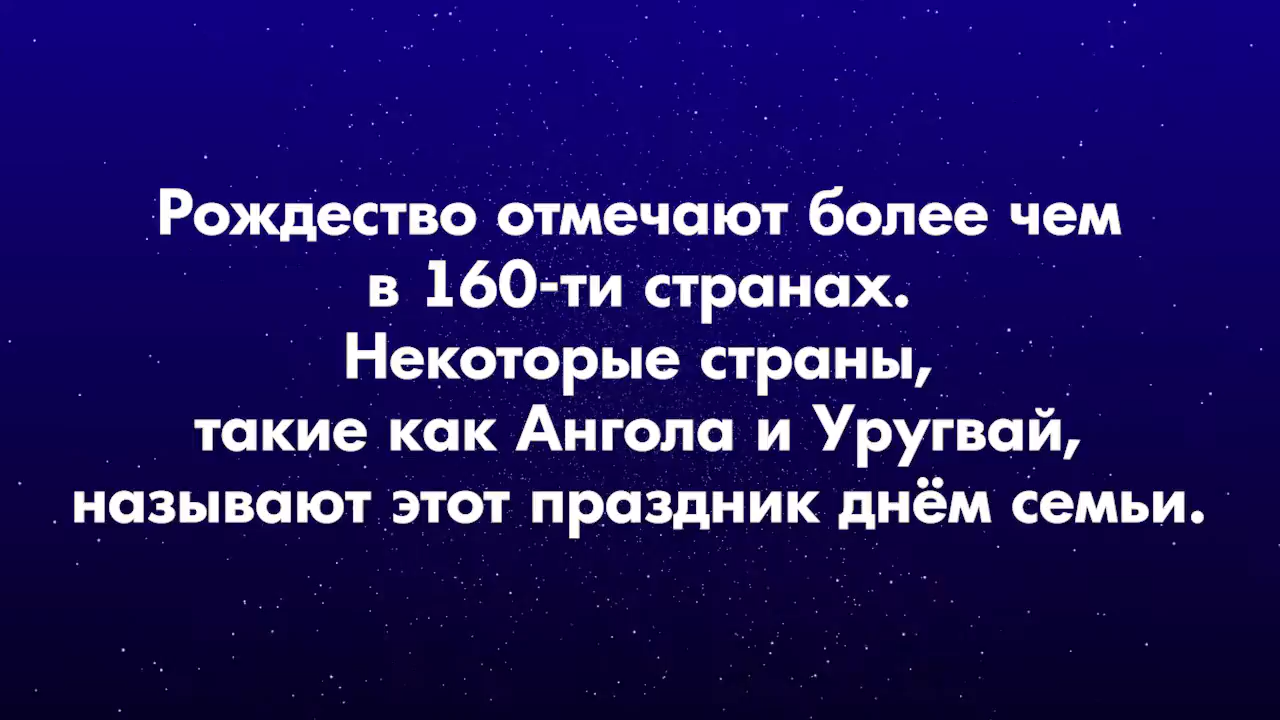 Рождество отмечают более чем
в 160-ти странах.
Некоторые страны,
такие как Ангола и Уругвай,
называют этот праздник днём семьи.